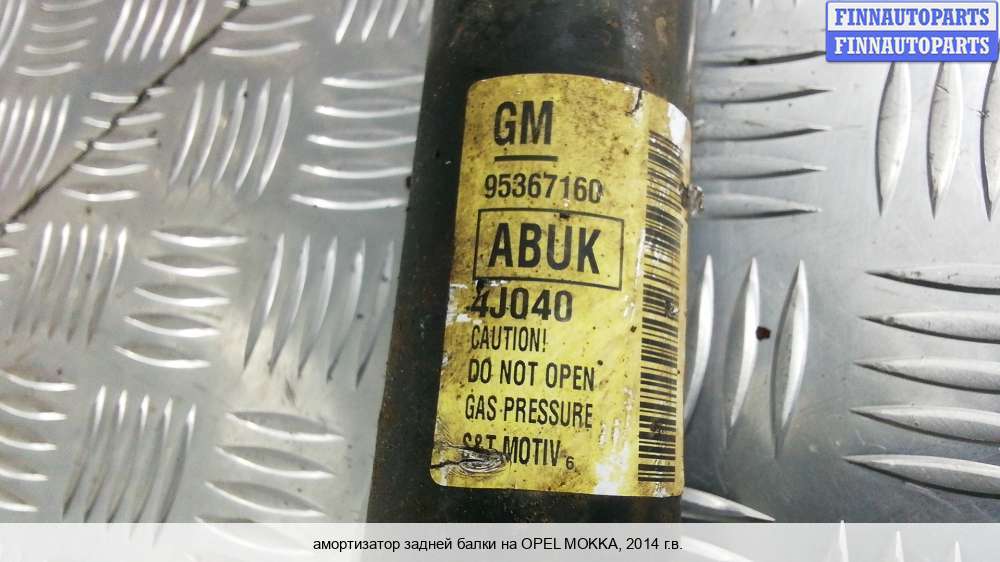 FINNAUTOPARTS
FINNAUTOPARTS
GM
95367160
ABUK
4J040
CAUTION!
DO NOT OPEN
GAS PRESSURE
S&T MOTIV 6
амортизатор задней балки на OPEL MOKKA, 2014 г.в.